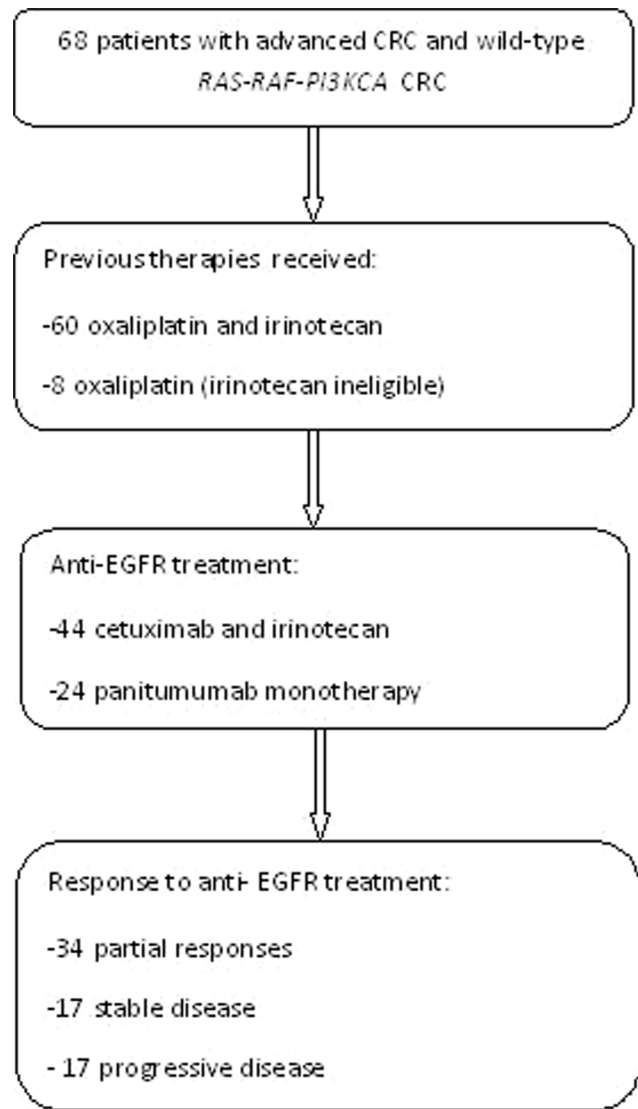 68 patients with advanced CRC and wild-type
RAS-RAF-PI3KCA CRC
Previous therapies received:
-60 oxaliplatin and irinotecan
-8 oxaliplatin (irinotecan ineligible)
Anti-EGFR treatment:
-44 cetuximab and irinotecan
-24 panitumumab monotherapy
Response to anti- EGFR treatment:
-34 partial responses
-17 stable disease
- 17 progressive disease